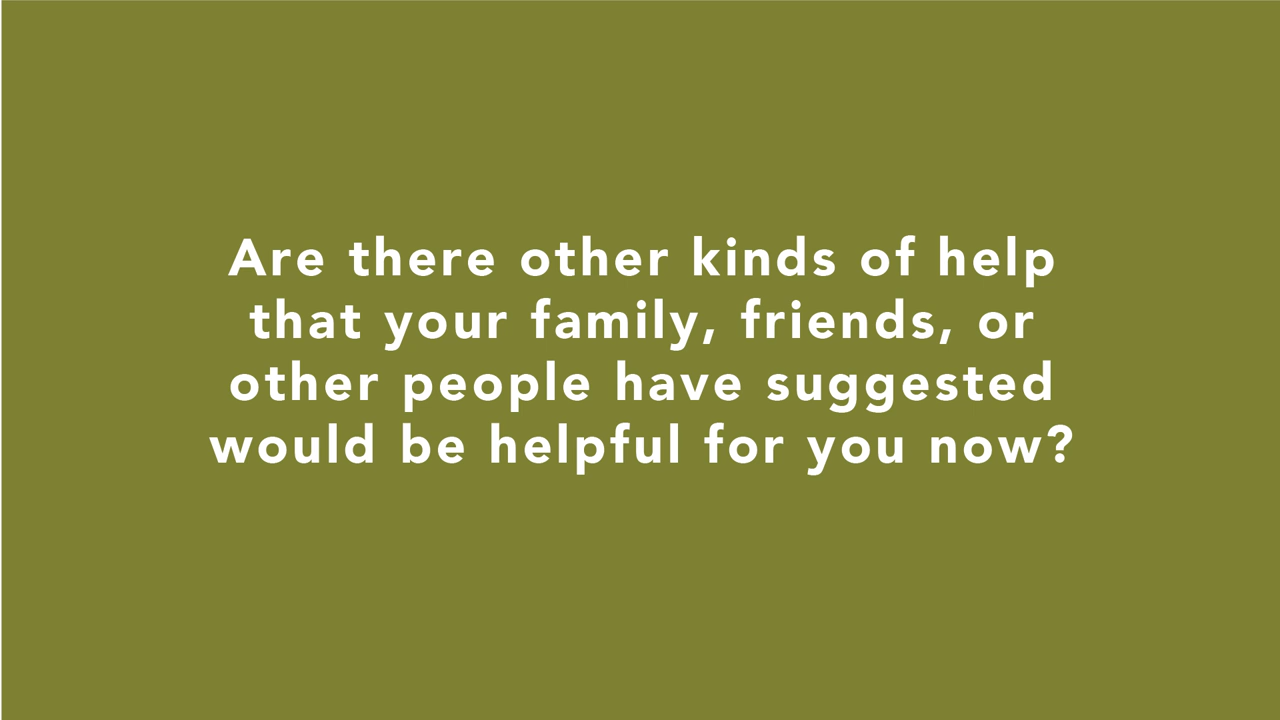 Are there other kinds of help
that your family, friends, or
other people have suggested
would be helpful for you now?